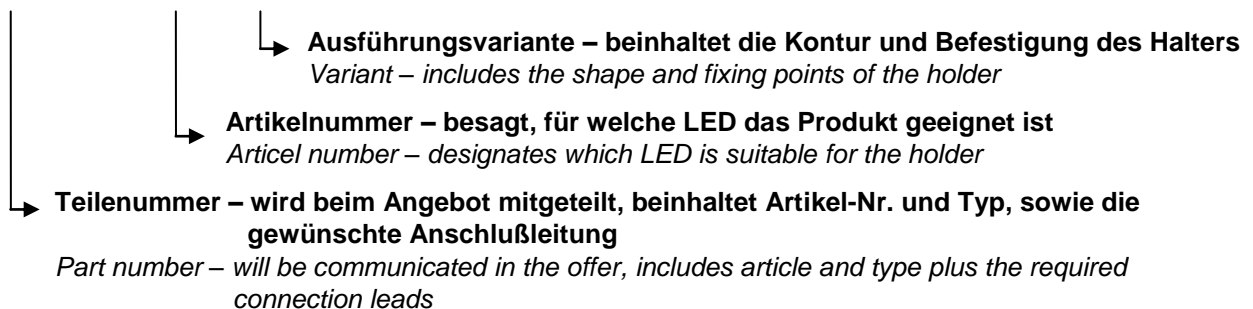 Ausführungsvariante – beinhaltet die Kontur und Befestigung des Halters
Variant – includes the shape and fixing points of the holder
Artikelnummer – besagt, für welche LED das Produkt geeignet ist
Articel number – designates which LED is suitable for the holder
Teilenummer – wird beim Angebot mitgeteilt, beinhaltet Artikel-Nr. und Typ, sowie die
gewünschte Anschlußleitung
Part number – will be communicated in the offer, includes article and type plus the required
connection leads